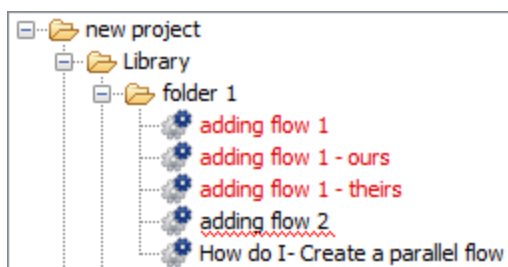 new project
Library
folder 1
adding flow 1
adding flow 1 - ours
adding flow 1 - theirs
adding flow 2
How do I- Create a parallel flow